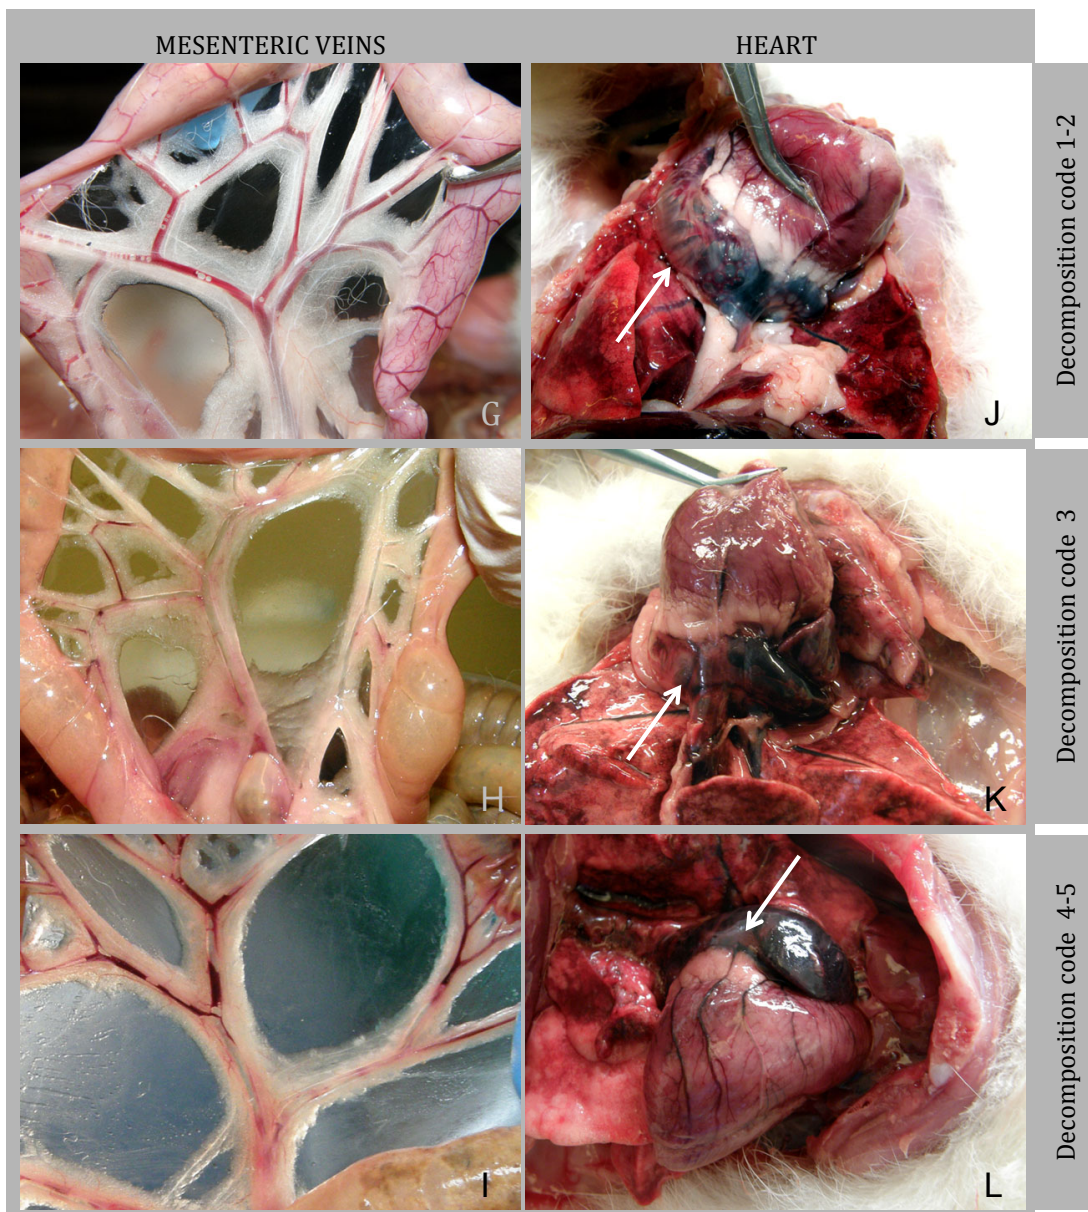 MESENTERIC VEINS
HEART
G
J
Decomposition code 1-2
H
K
Decomposition code 3
I
L
Decomposition code 4-5